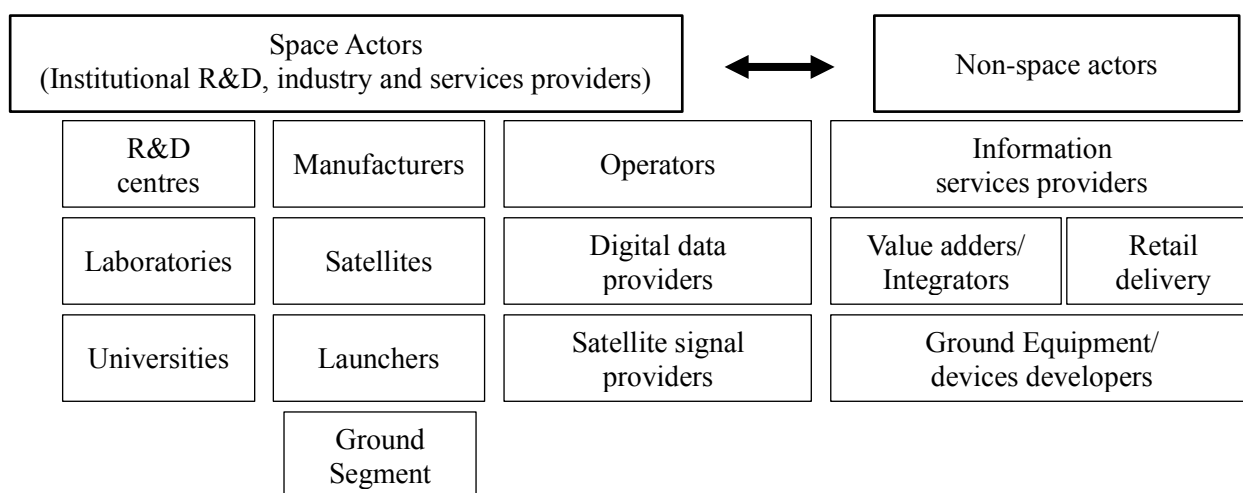 Space Actors
(Institutional R&D, industry and services providers)
Non-space actors
R&D
centres
Manufacturers
Operators
Information
services providers
Laboratories
Satellites
Digital data
providers
Value adders/
Integrators
Retail
delivery
Universities
Launchers
Satellite signal
providers
Ground Equipment/
devices developers
Ground
Segment